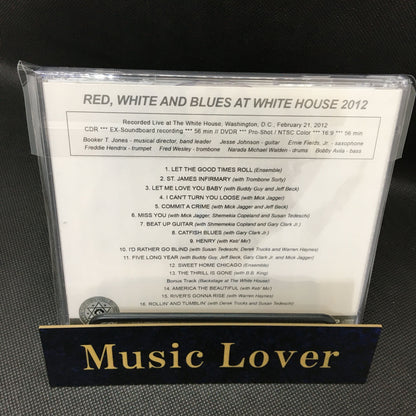 RED, WHITE AND BLUES AT WHITE HOUSE 2012
Recorded Live at The White House, Washington, D.C., February 21, 2012
CDR *** EX-Soundboard recording *** 56 min // DVDR *** Pro-Shot / NTSC Color *** 16:9 *** 56 min
Booker T. Jones - musical director, band leader Jesse Johnson - guitar Ernie Fields, Jr. - saxophone
Freddie Hendrix - trumpet Fred Wesley - trombone Narada Michael Walden - drums Bobby Avila - bass
1. LET THE GOOD TIMES ROLL (Ensemble)
2. ST. JAMES INFIRMARY (with Trombone Sorty)
3. LET ME LOVE YOU BABY (with Buddy Guy and Jeff Beck)
4. I CAN'T TURN YOU LOOSE (with Mick Jagger)
5. COMMIT A CRIME (with Mick Jagger and Jeff Beck)
6. MISS YOU (with Mick Jagger, Shemekia Copeland and Susan Tedeschi)
7. BEAT UP GUITAR (with Shemekia Copeland and Gary Clark Jr.)
8. CATFISH BLUES (with Gary Clark Jr.)
9. HENRY (with Keb' Mo')
10. I'D RATHER GO BLIND (with Susan Tedeschi, Derek Trucks and Warren Haynes)
11. FIVE LONG YEAR (with Buddy Guy, Jeff Beck, Gary Clark Jr. and Mick Jagger)
12. SWEET HOME CHICAGO (Ensemble)
13. THE THRILL IS GONE (with B.B. King)
Bonus Track (Backstage at The White House)
14. AMERICA THE BEAUTIFUL (with Keb' Mo')
15. RIVER'S GONNA RISE (with Warren Haynes)
16. ROLLIN' AND TUMBLIN' (with Derek Trucks and Susan Tedeschi)
Music Lover